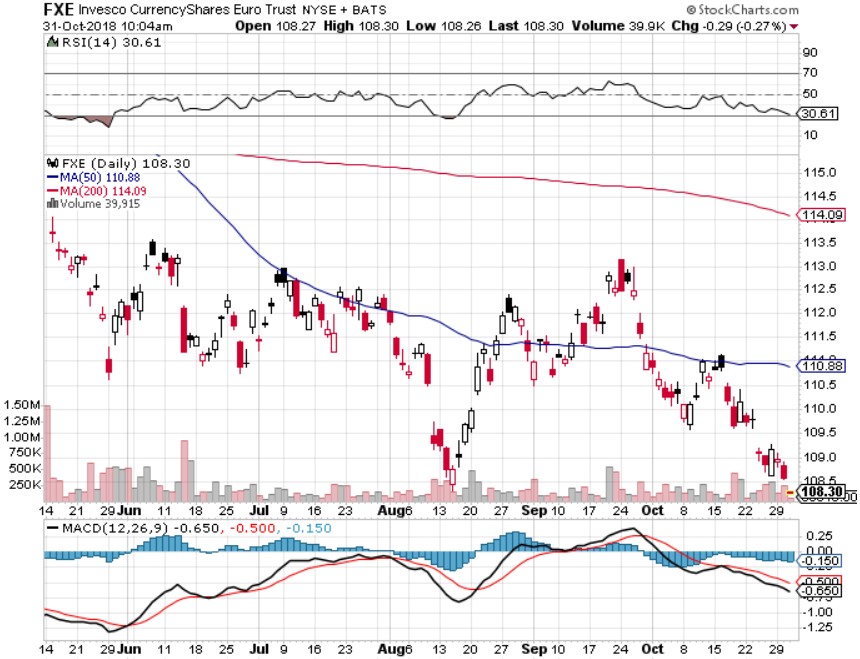 FXE Invesco CurrencyShares Euro Trust NYSE + BATS © StockCharts.com
31-Oct-2018 10:04am Open 108.27 High 108.30 Low 108.26 Last 108.30 Volume 39.9K Chg -0.29 (-0.27%)
RSI(14) 30.61
90
70
50
30.61
10
FXE (Daily) 108.30
MA(50) 110.88
MA(200) 114.09
Volume 39,915
115.0
114.5
114.09
113.5
113.0
112.5
112.0
111.5
110.88
110.5
110.0
1.50M
1.25M 109.5
1.00M
750K 109.0
500K
250K 108.5
108.30
14 21 29 Jun 11 18 25 Jul 9 16 23 Aug 6 13 20 27 Sep 10 17 24 Oct 8 15 22 29
MACD(12,26,9) -0.650, -0.500, -0.150
0.25
0.00
-0.150
-0.500
-0.650
-1.00
-1.25
14 21 29 Jun 11 18 25 Jul 9 16 23 Aug 6 13 20 27 Sep 10 17 24 Oct 8 15 22 29